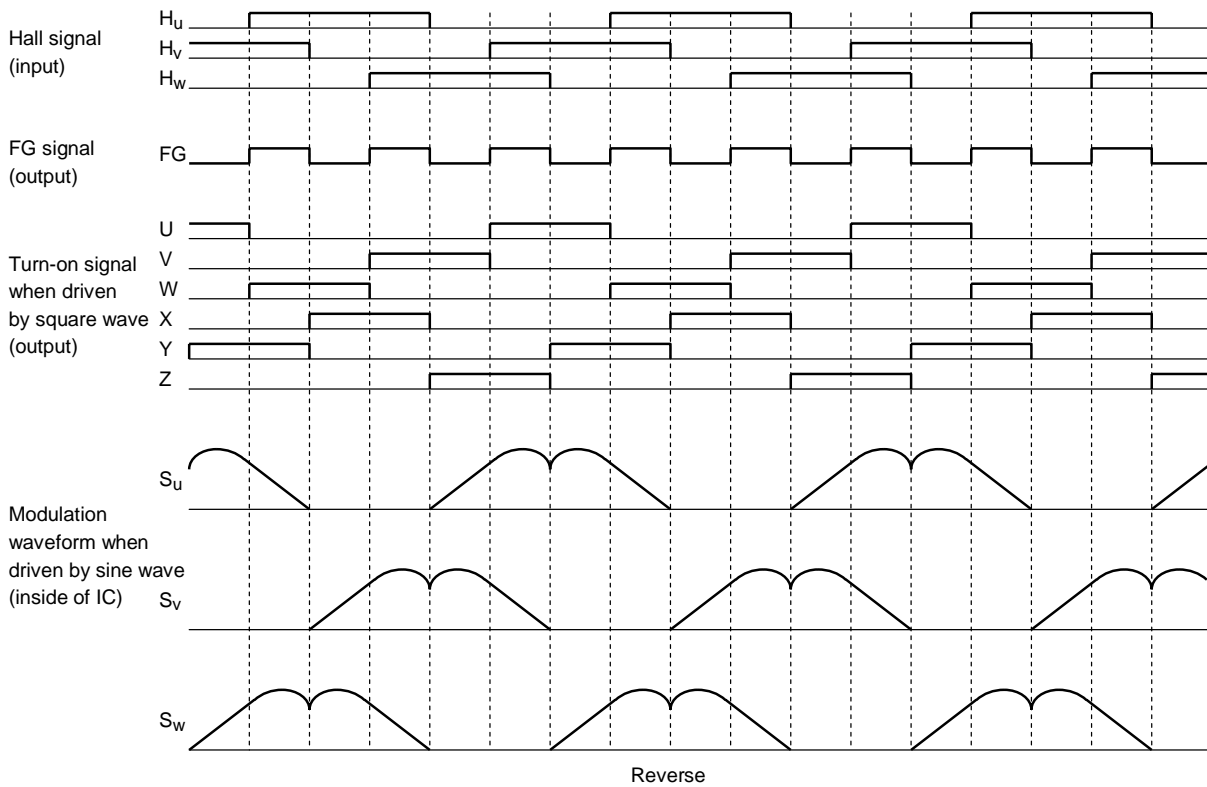 Hall signal
(input)
Hu
Hv
Hw
FG signal
(output)
FG
Turn-on signal
when driven
by square wave
(output)
U
V
W
X
Y
Z
Modulation
waveform when
driven by sine wave
(inside of IC)
Su
Sv
Sw
Reverse